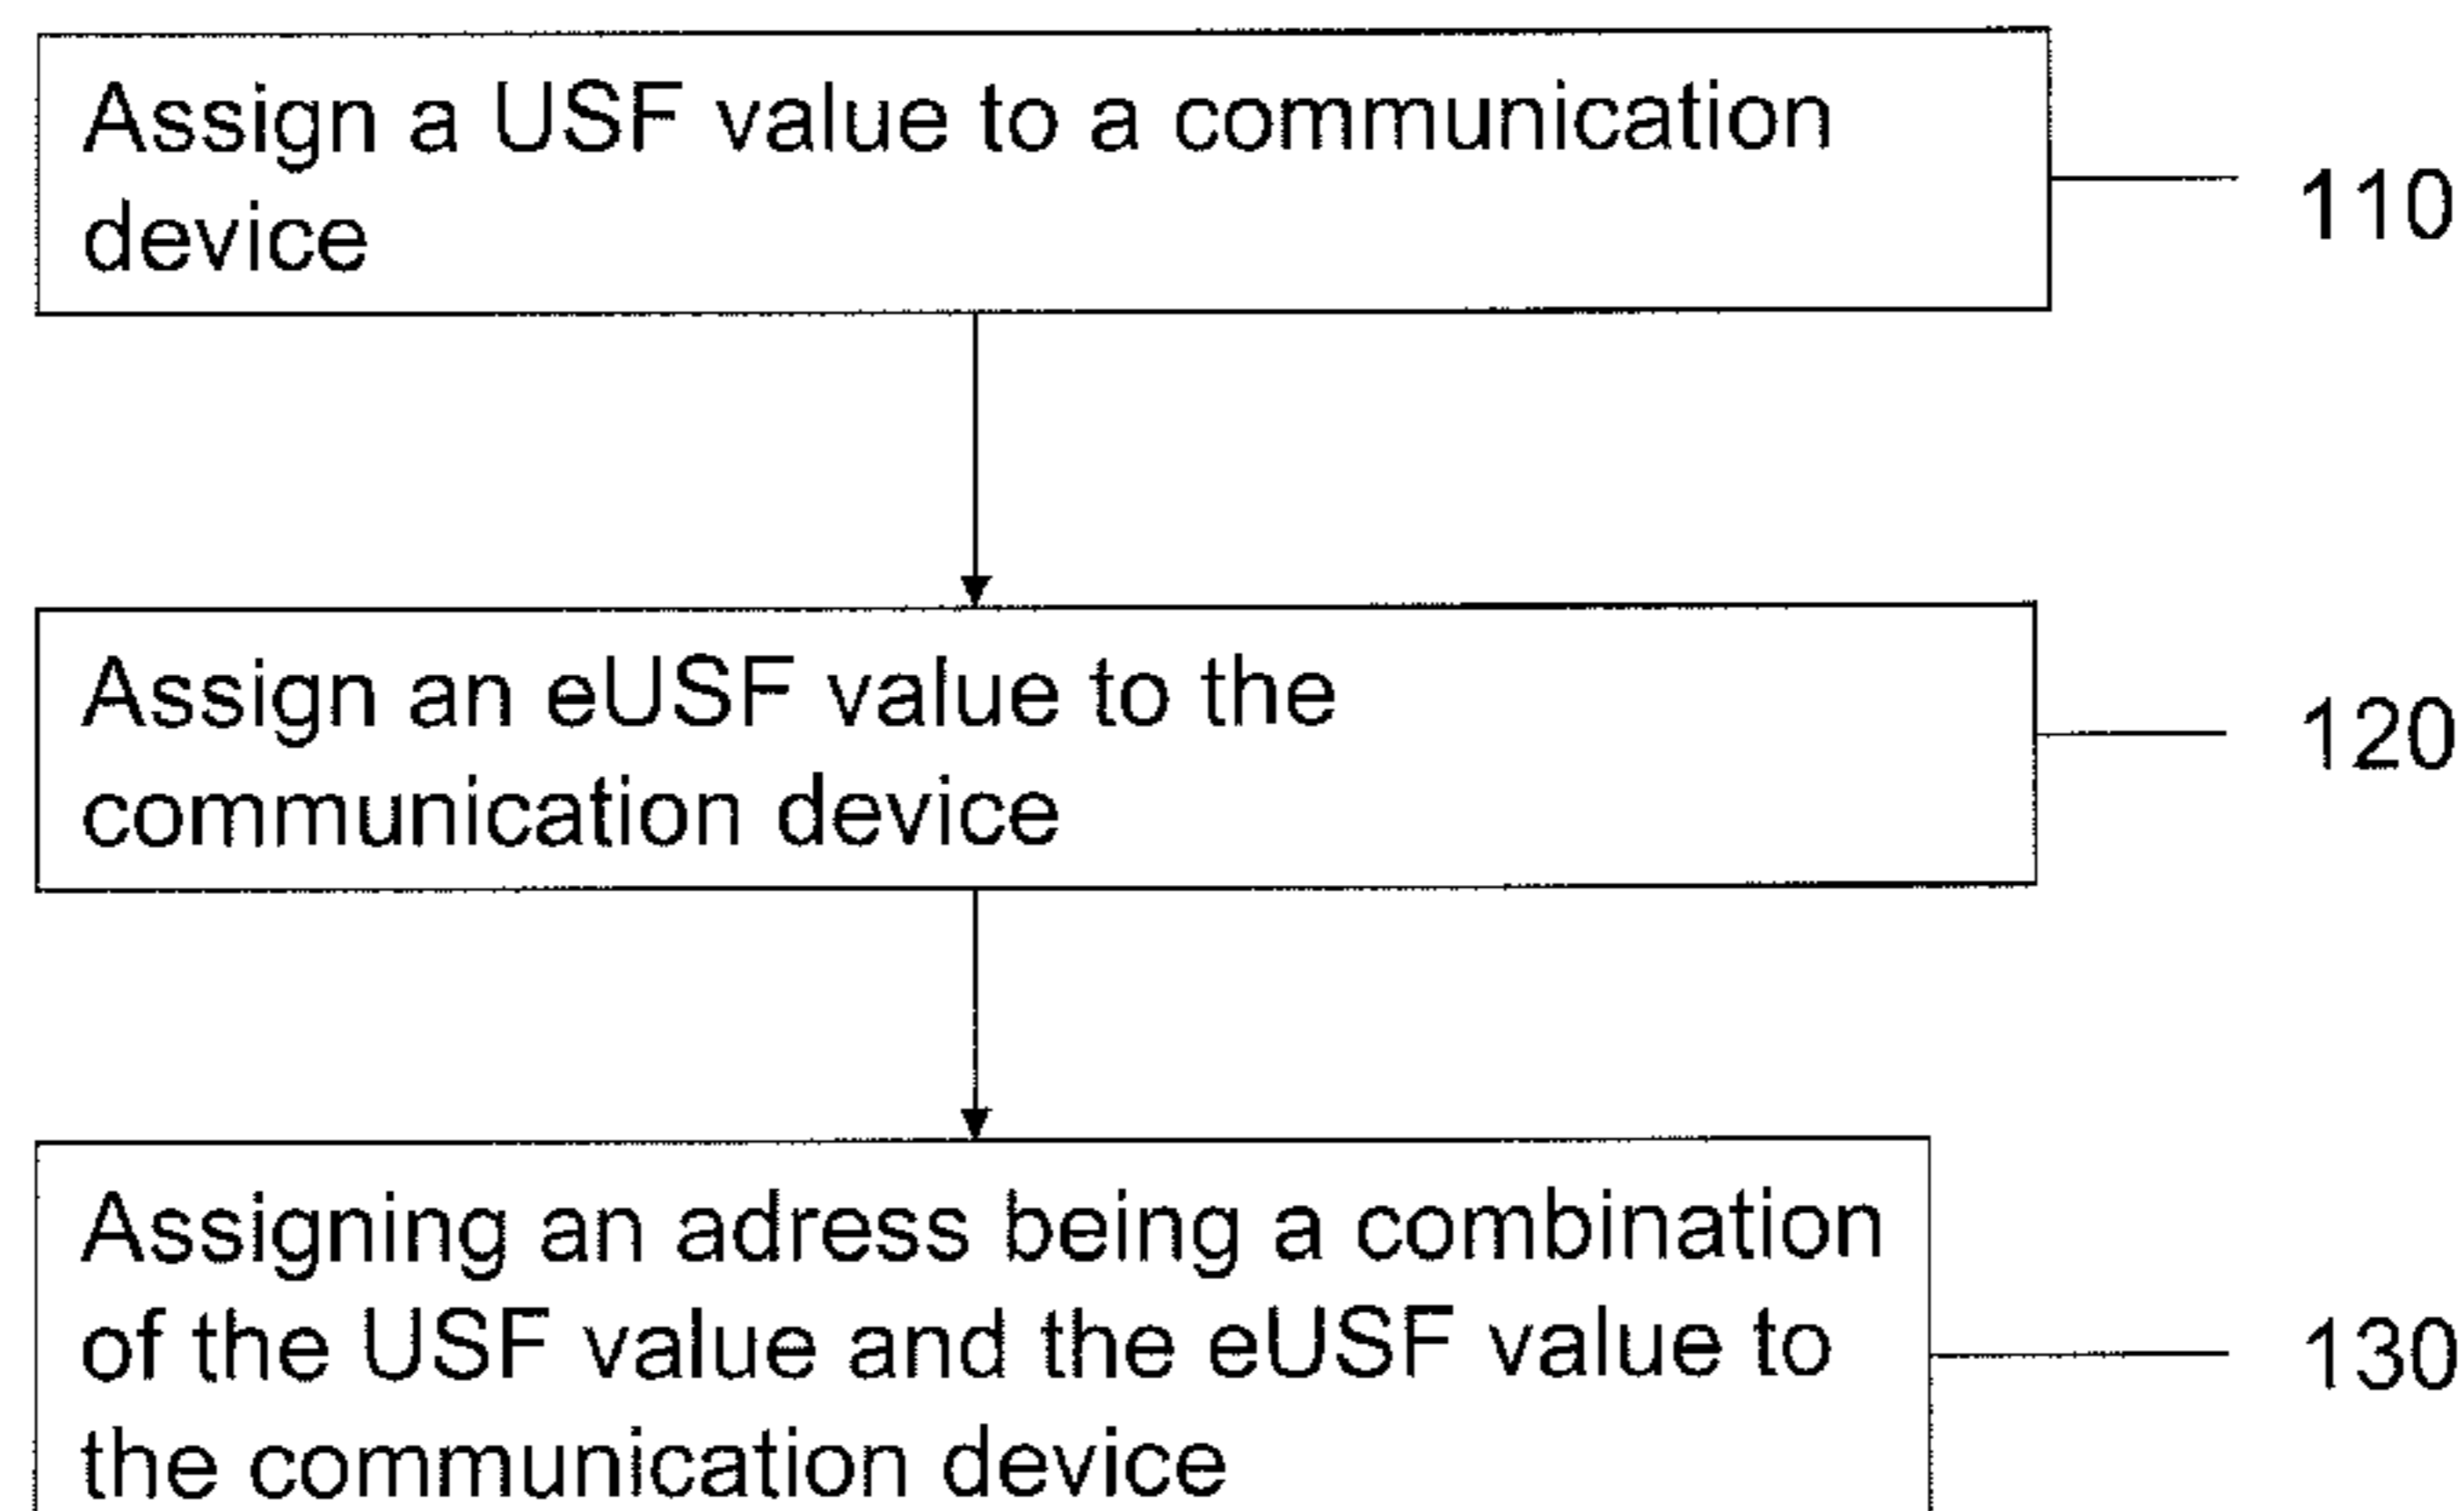 Assign a USF value to a communication
device
110
Assign an eUSF value to the
communication device
120
Assigning an adress being a combination
of the USF value and the eUSF value to
the communication device
130